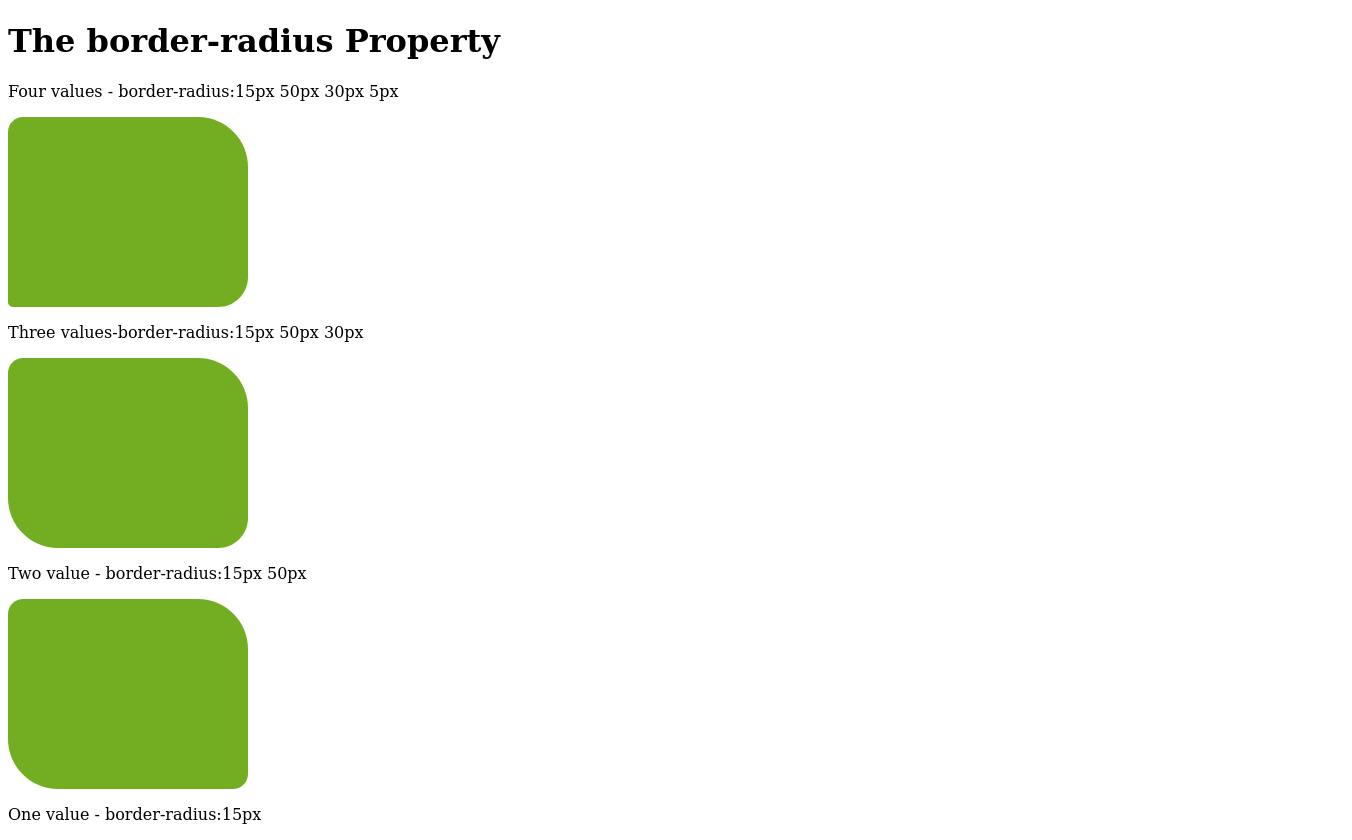 The border-radius Property
Four values - border-radius:15px 50px 30px 5px
Three values-border-radius:15px 50px 30px
Two value - border-radius:15px 50px
One value - border-radius:15px